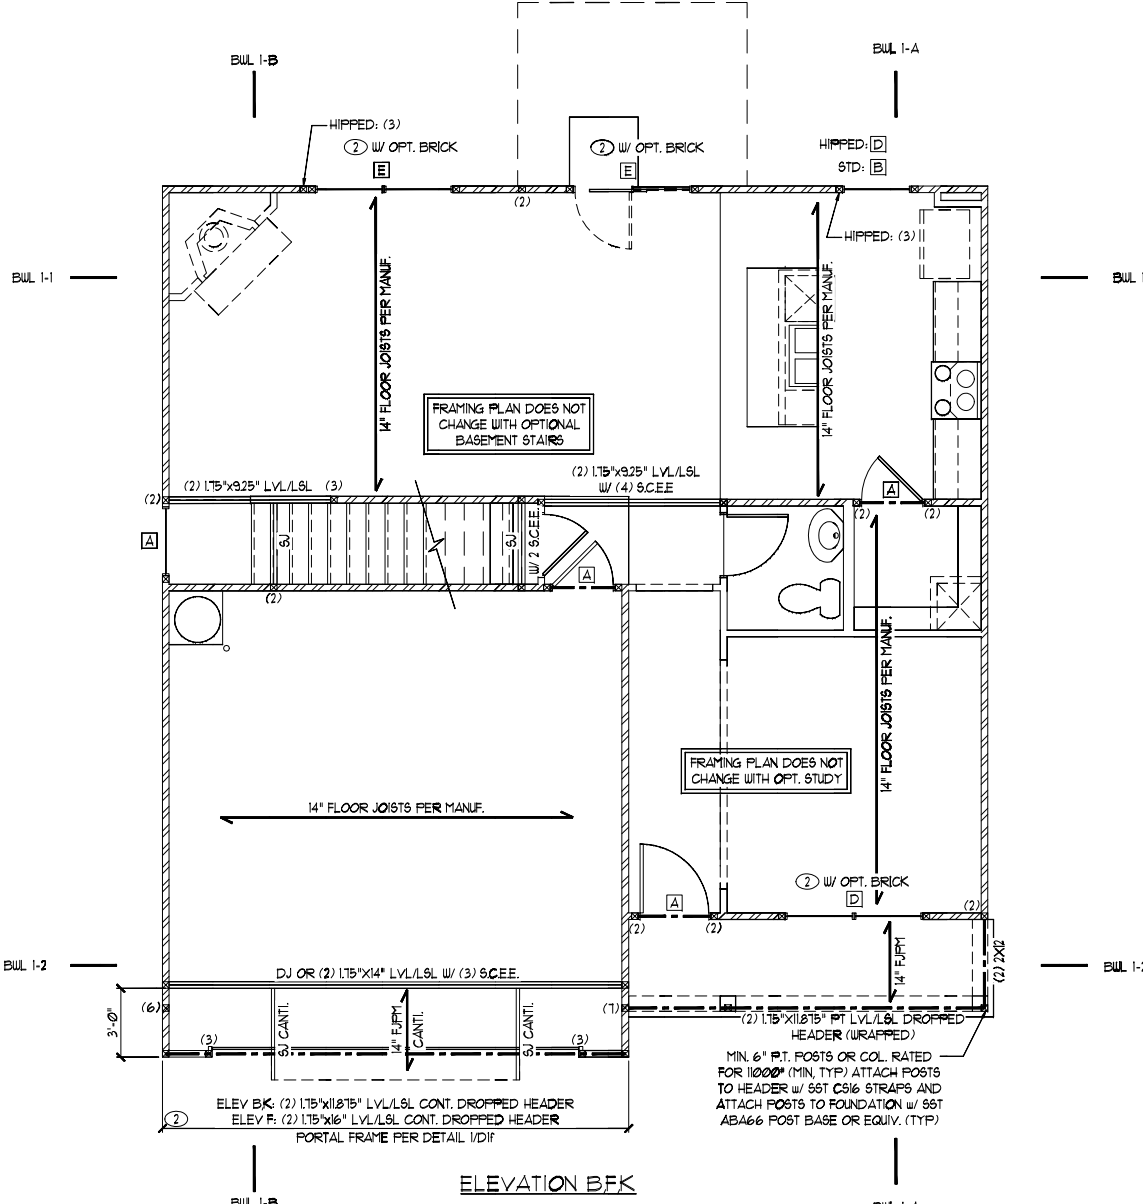 BWL 1-B
BWL 1-A
HIPPED: (3)
2 W/ OPT. BRICK
E
2 W/ OPT. BRICK
E
HIPPED: D
STD: B
(2)
HIPPED: (3)
BWL 1-1
BWL 1
14" FLOOR JOISTS PER MANUF.
14" FLOOR JOISTS PER MANUF.
FRAMING PLAN DOES NOT
CHANGE WITH OPTIONAL
BASEMENT STAIRS
(2) 1.75"x9.25" LVL/LSL
W/ (4) S.C.E.E
(2)
(2) 1.75"x9.25" LVL/LSL
(3)
A
(2)
(2)
A
SJ
SJ
W/ 2 S.C.E.E.
A
(2)
14" FLOOR JOISTS PER MANUF.
FRAMING PLAN DOES NOT
CHANGE WITH OPT. STUDY
14" FLOOR JOISTS PER MANUF.
2 W/ OPT. BRICK
D
A
(2)
(2)
(2)
14" FJPM
(2) 2X12
BWL 1-2
BWL 1-2
DJ OR (2) 1.75"X14" LVL/LSL W/ (3) S.C.E.E.
(6)
(7)
3'-0"
SJ CANTI.
14" FJPM
CANTI.
SJ CANTI.
(3)
(3)
(2) 1.75"X11.875" PT LVL/LSL DROPPED
HEADER (WRAPPED)
MIN. 6" P.T. POSTS OR COL. RATED
FOR 11000# (MIN, TYP) ATTACH POSTS
TO HEADER w/ SST CS16 STRAPS AND
ATTACH POSTS TO FOUNDATION w/ SST
ABA66 POST BASE OR EQUIV. (TYP)
ELEV B,K: (2) 1.75"x11.875" LVL/LSL CONT. DROPPED HEADER
2 ELEV F: (2) 1.75"x16" LVL/LSL CONT. DROPPED HEADER
PORTAL FRAME PER DETAIL 1/D1f
ELEVATION B,F,K
BWL 1-B
BWL 1-A